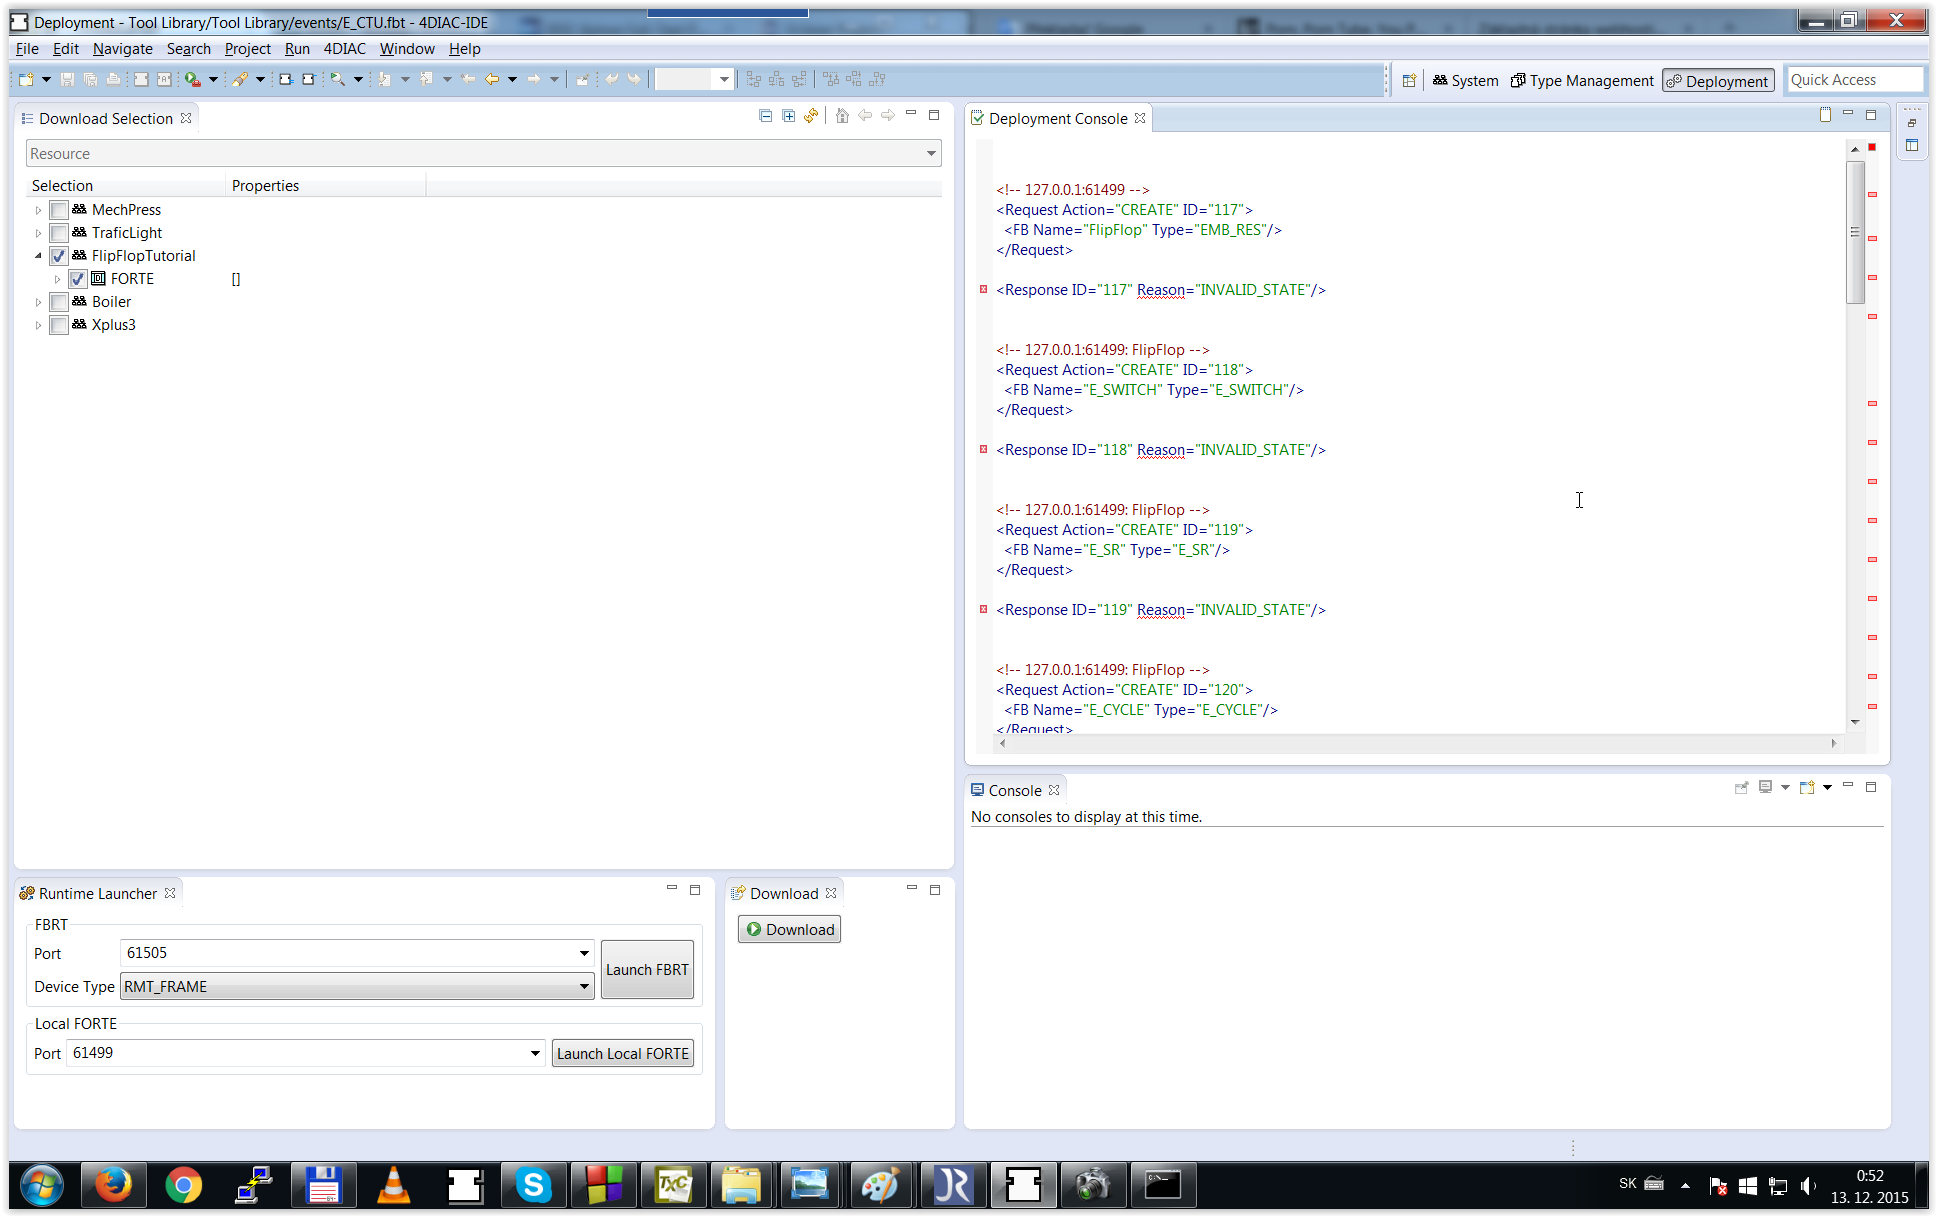 Deployment - Tool Library/Tool Library/events/E_CTU.fbt - 4DIAC-IDE
File Edit Navigate Search Project Run 4DIAC Window Help
System Type Management Deployment Quick Access
Download Selection
Resource
Selection Properties
MechPress
TraficLight
FlipFlopTutorial
FORTE []
Boiler
Xplus3
Deployment Console
<!-- 127.0.0.1:61499 -->
<Request Action="CREATE" ID="117">
<FB Name="FlipFlop" Type="EMB_RES"/>
</Request>
<Response ID="117" Reason="INVALID_STATE"/>
<!-- 127.0.0.1:61499: FlipFlop -->
<Request Action="CREATE" ID="118">
<FB Name="E_SWITCH" Type="E_SWITCH"/>
</Request>
<Response ID="118" Reason="INVALID_STATE"/>
<!-- 127.0.0.1:61499: FlipFlop -->
<Request Action="CREATE" ID="119">
<FB Name="E_SR" Type="E_SR"/>
</Request>
<Response ID="119" Reason="INVALID_STATE"/>
<!-- 127.0.0.1:61499: FlipFlop -->
<Request Action="CREATE" ID="120">
<FB Name="E_CYCLE" Type="E_CYCLE"/>
</Request>
Console
No consoles to display at this time.
Runtime Launcher
FBRT
Port 61505
Launch FBRT
Device Type RMT_FRAME
Local FORTE
Port 61499 Launch Local FORTE
Download
Download
TXC
JR
SK
0:52
13. 12. 2015